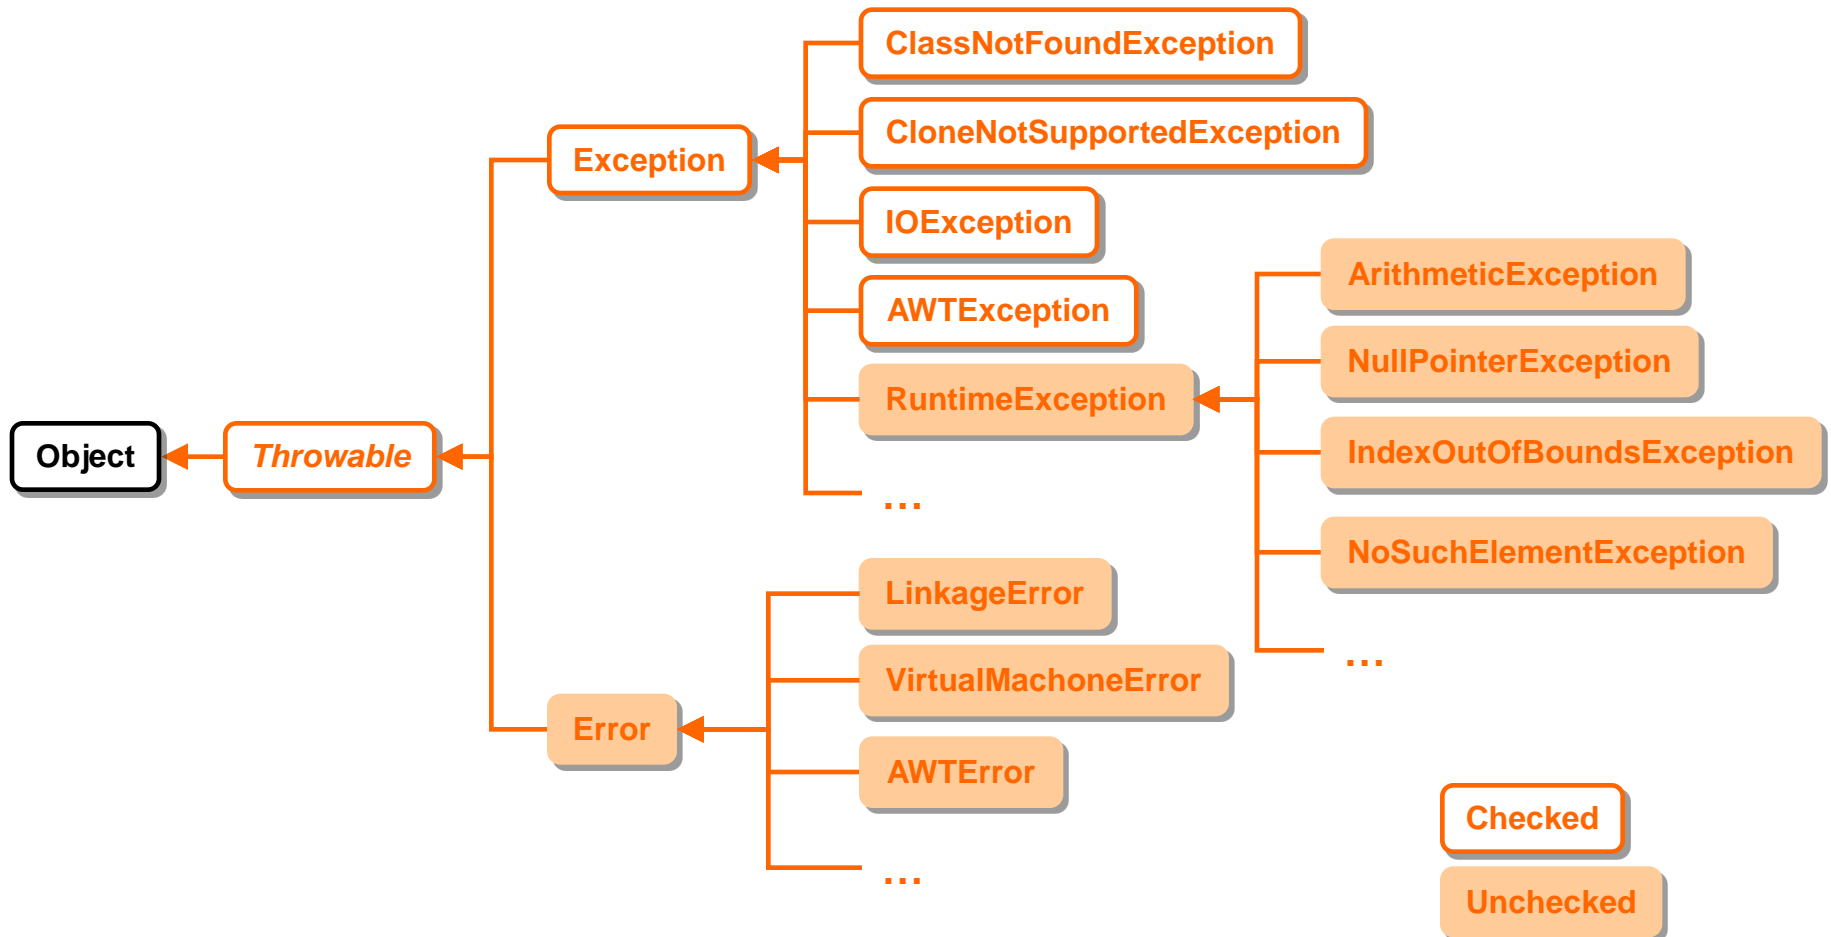 ClassNotFoundException
CloneNotSupportedException
Exception
IOException
ArithmeticException
AWTException
NullPointerException
RuntimeException
Object
Throwable
IndexOutOfBoundsException
...
NoSuchElementException
LinkageError
...
VirtualMachoneError
Error
AWTError
Checked
...
Unchecked